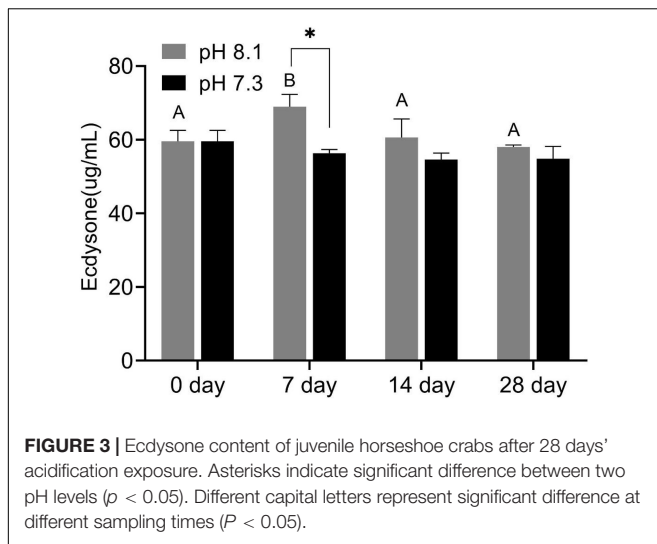 pH 8.1
pH 7.3
*
80
60
40
20
0
Ecdysone(ug/mL)
A
B
A
A
0 day
7 day
14 day
28 day
FIGURE 3 | Ecdysone content of juvenile horseshoe crabs after 28 days'
acidification exposure. Asterisks indicate significant difference between two
pH levels (p < 0.05). Different capital letters represent significant difference at
different sampling times (P < 0.05).